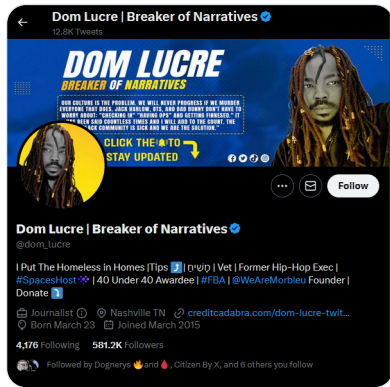 Dom Lucre | Breaker of Narratives
12.8K Tweets
DOM LUCRE
BREAKER OF NARRATIVES
OUR CULTURE IS THE PROBLEM. WE WILL NEVER PROGRESS IF WE MURDER
EVERYONE THAT DOES. JACK HARLOW, BTS, AND BAD BUNNY DON'T HAVE TO
WORRY ABOUT: "CHECKING IN" "HAVING OPS" AND GETTING FINNESED." IT
BEEN SAID COUNTLESS TIMES AND I WILL ADD TO THE COUNT. THE
COMMUNITY IS SICK AND WE ARE THE SOLUTION."
CLICK THE🔔TO
STAY UPDATED
Follow
Dom Lucre | Breaker of Narratives
@dom_lucre
I Put The Homeless in Homes |Tips ⤴️| מָשִׁיחַ | Vet | Former Hip-Hop Exec |
#SpacesHost | 40 Under 40 Awardee | #FBA | @WeAreMorbleu Founder |
Donate ⤵️
Journalist Nashville TN creditcadabra.com/dom-lucre-twit...
Born March 23 Joined March 2015
4,176 Following 581.2K Followers
Followed by Dognerys 🔥and🩸, Citizen By X, and 6 others you follow